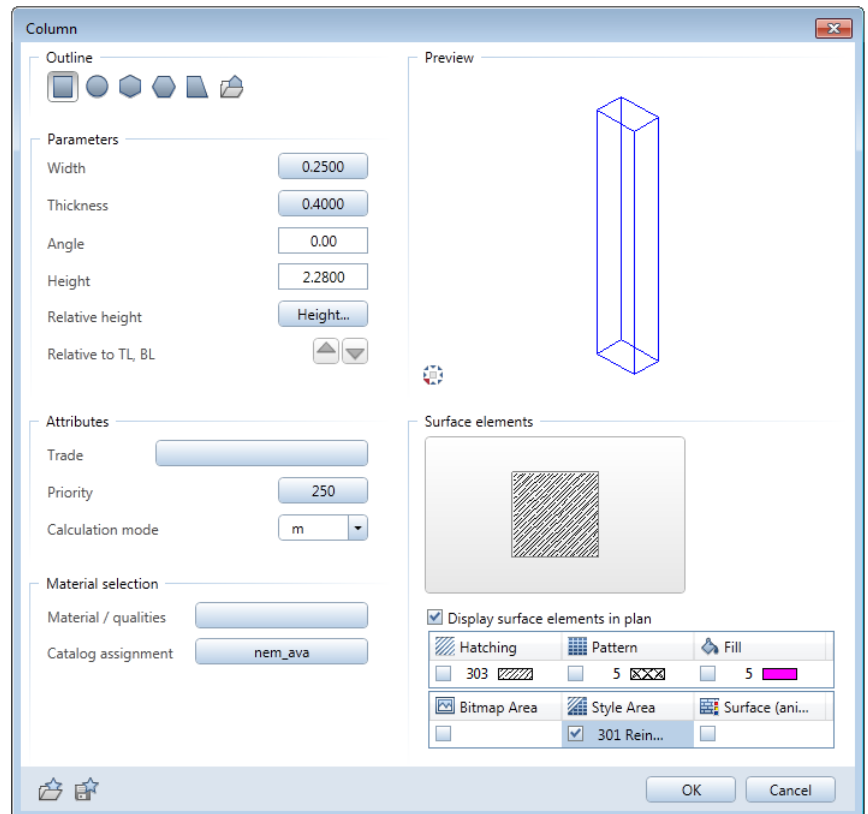 Column
Outline
Parameters
Width 0.2500
Thickness 0.4000
Angle 0.00
Height 2.2800
Relative height Height...
Relative to TL, BL
Attributes
Trade
Priority 250
Calculation mode m
Material selection
Material / qualities
Catalog assignment nem_ava
Preview
Surface elements
Display surface elements in plan
Hatching Pattern Fill
303 5 5
Bitmap Area Style Area Surface (ani...
301 Rein...
OK Cancel